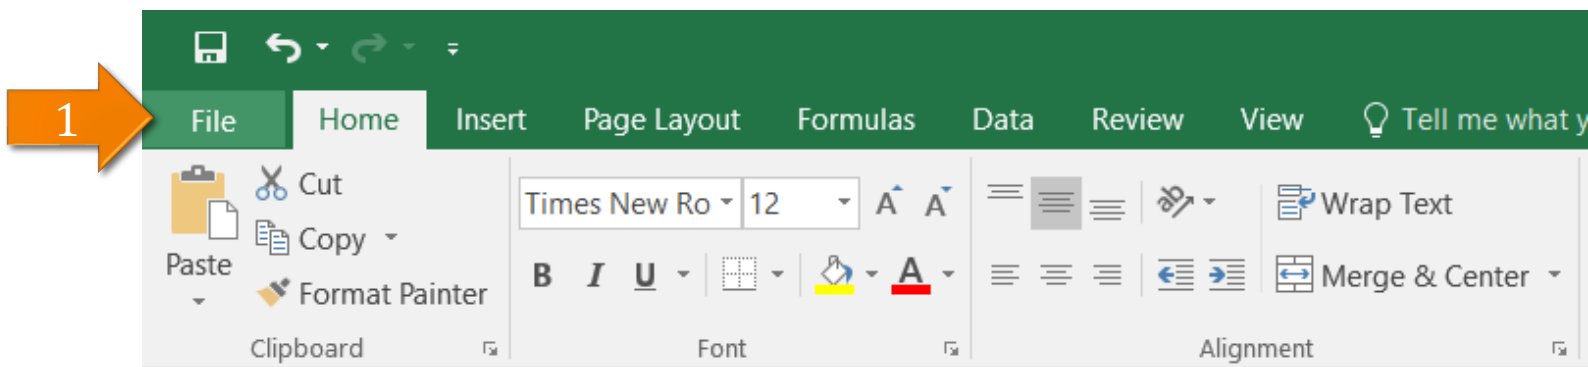 1
File Home Insert Page Layout Formulas Data Review View Tell me what y
Cut
Copy
Paste
Format Painter
Clipboard
Times New Ro 12 A A
B I U A
Font
Wrap Text
Merge & Center
Alignment